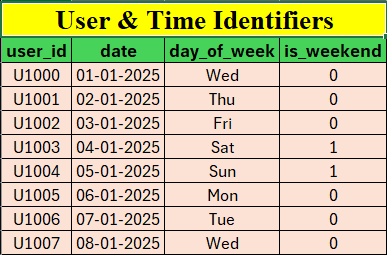 User & Time Identifiers
user_id date day_of_week is_weekend
U1000 01-01-2025 Wed 0
U1001 02-01-2025 Thu 0
U1002 03-01-2025 Fri 0
U1003 04-01-2025 Sat 1
U1004 05-01-2025 Sun 1
U1005 06-01-2025 Mon 0
U1006 07-01-2025 Tue 0
U1007 08-01-2025 Wed 0